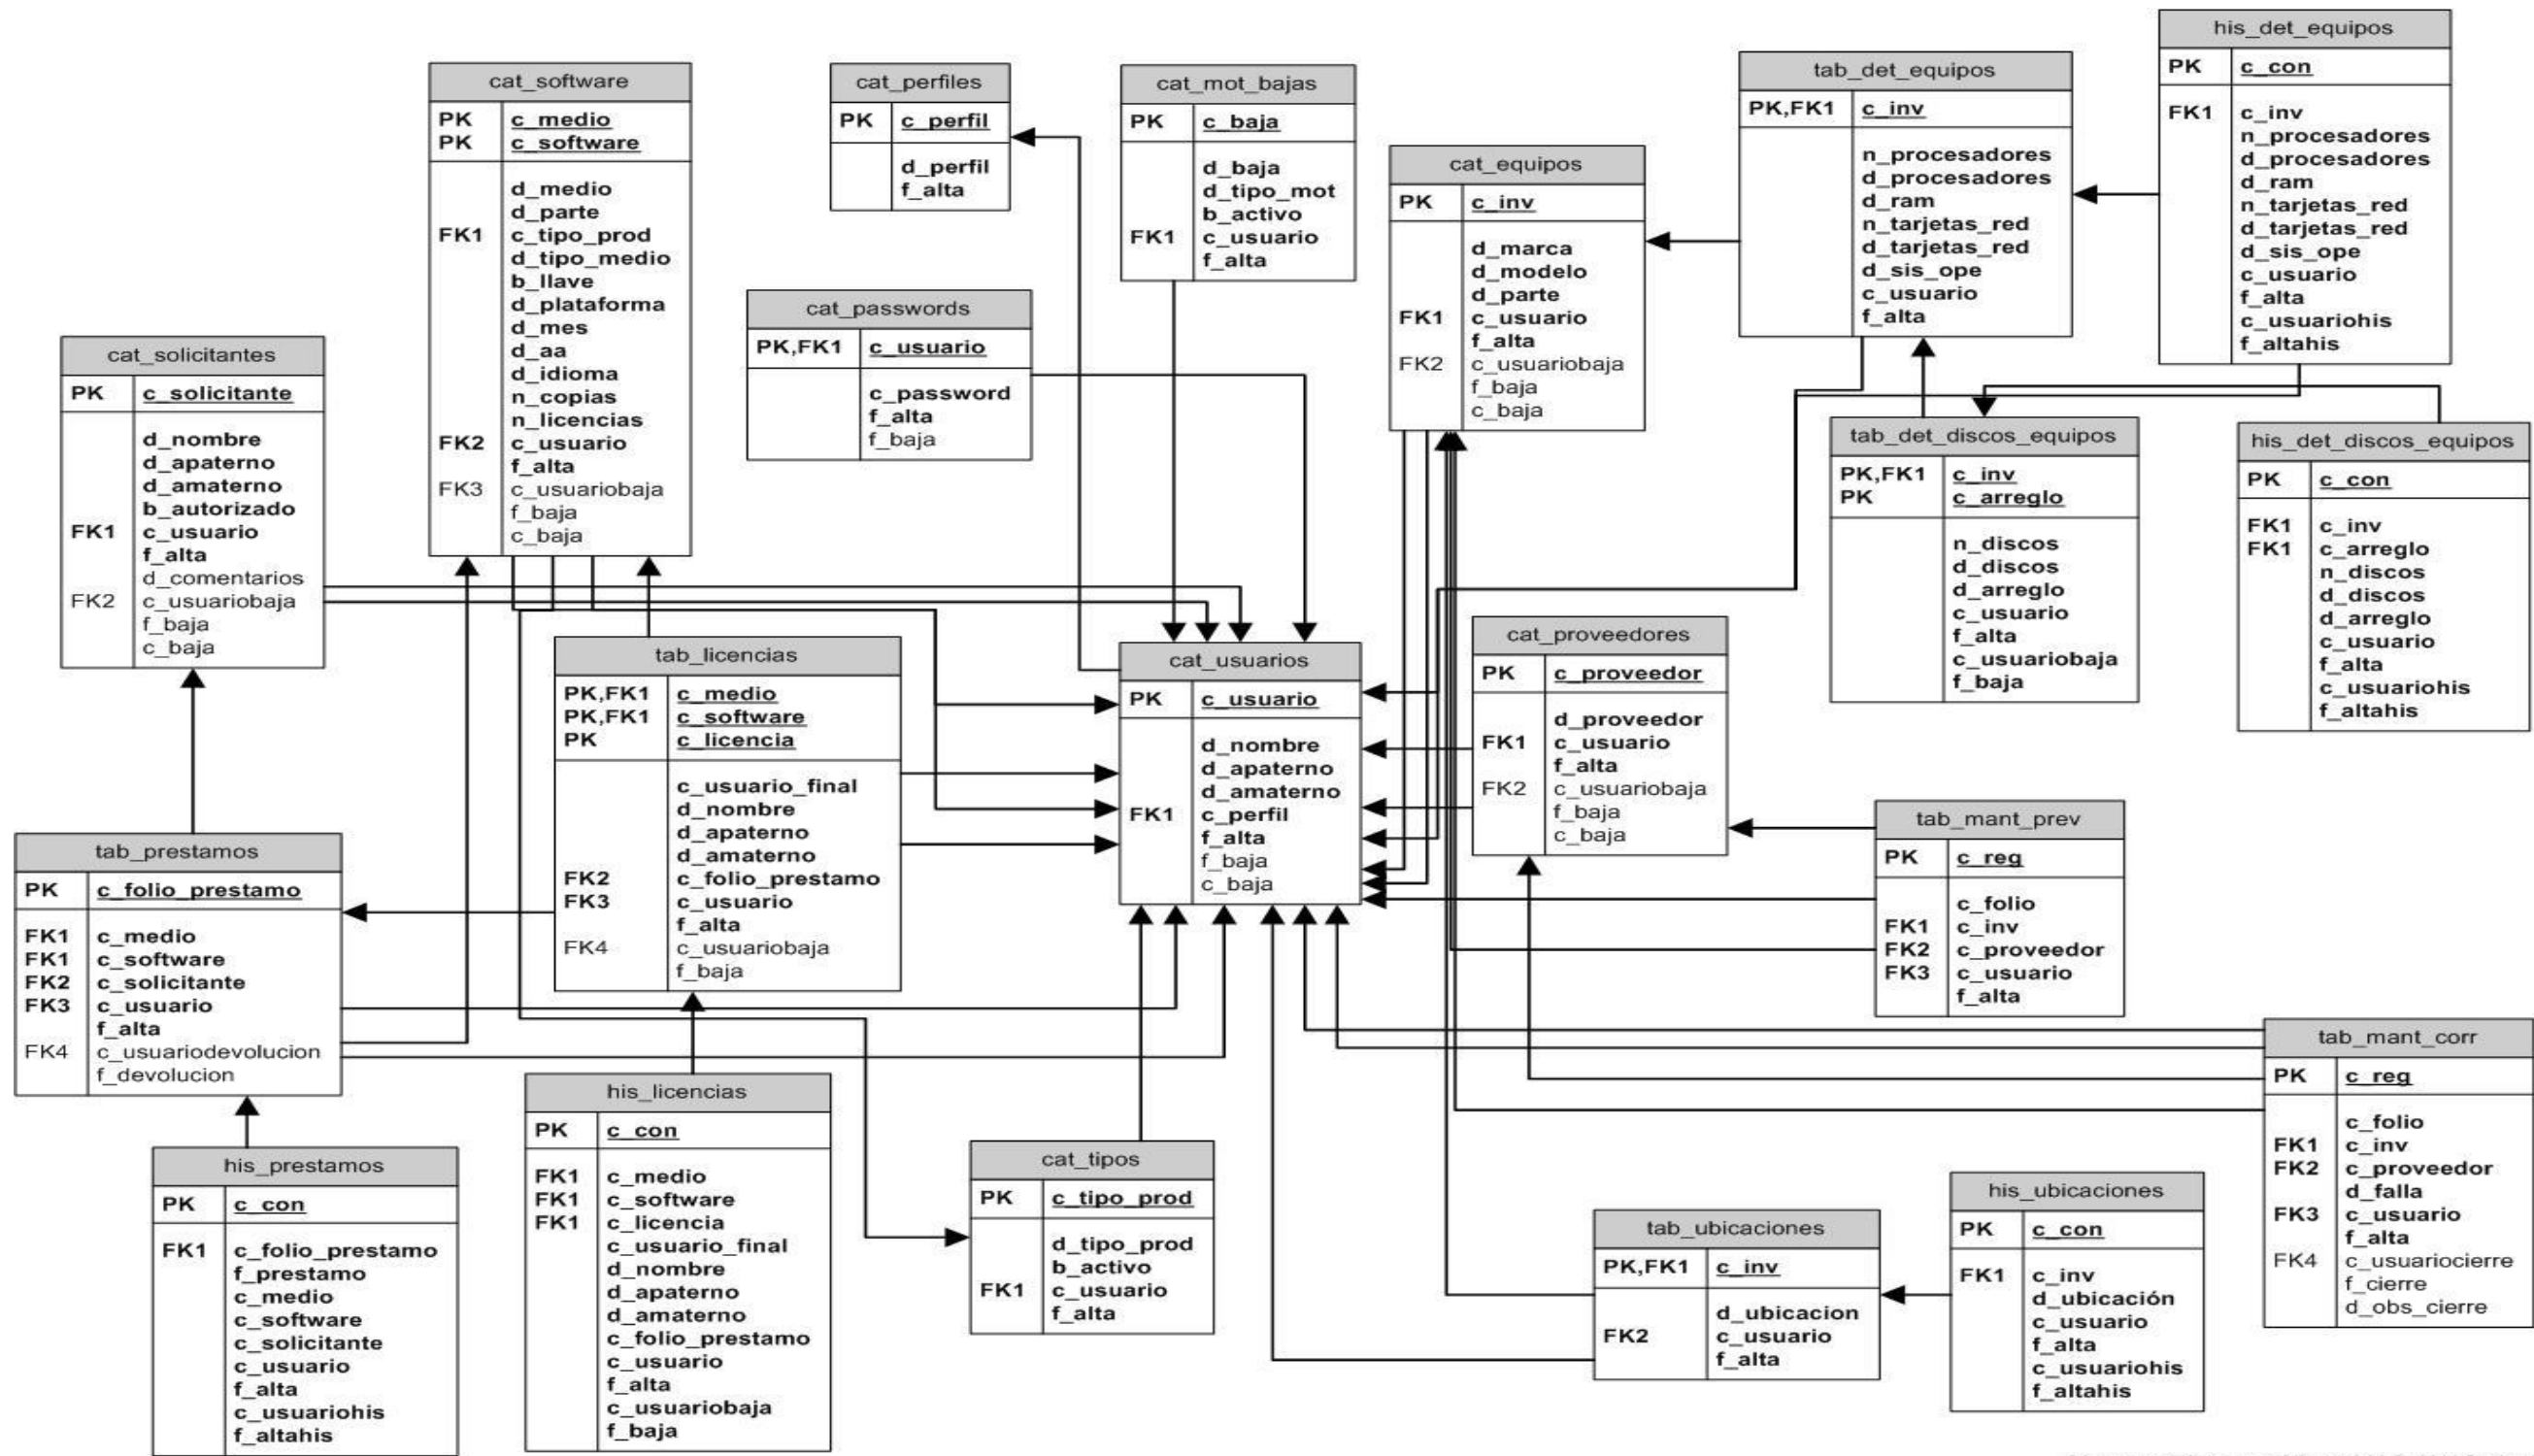 cat_software
PK c_medio
PK c_software
d_medio
d_parte
FK1 c_tipo_prod
d_tipo_medio
b_llave
d_plataforma
d_mes
d_aa
d_idioma
n_copias
n_licencias
FK2 c_usuario
f_alta
FK3 c_usuariobaja
f_baja
c_baja
cat_perfiles
PK c_perfil
d_perfil
f_alta
cat_mot_bajas
PK c_baja
d_baja
d_tipo_mot
b_activo
FK1 c_usuario
f_alta
cat_equipos
PK c_inv
d_marca
d_modelo
d_parte
FK1 c_usuario
f_alta
FK2 c_usuariobaja
f_baja
c_baja
tab_det_equipos
PK,FK1 c_inv
n_procesadores
d_procesadores
d_ram
n_tarjetas_red
d_tarjetas_red
d_sis_ope
c_usuario
f_alta
his_det_equipos
PK c_con
FK1 c_inv
n_procesadores
d_procesadores
d_ram
n_tarjetas_red
d_tarjetas_red
d_sis_ope
c_usuario
f_alta
c_usuariohis
f_altahis
cat_solicitantes
PK c_solicitante
d_nombre
d_apaterno
d_amaterno
b_autorizado
FK1 c_usuario
f_alta
d_comentarios
FK2 c_usuariobaja
f_baja
c_baja
cat_passwords
PK,FK1 c_usuario
c_password
f_alta
f_baja
tab_det_discos_equipos
PK,FK1 c_inv
PK c_arreglo
n_discos
d_discos
d_arreglo
c_usuario
f_alta
c_usuariobaja
f_baja
his_det_discos_equipos
PK c_con
FK1 c_inv
FK1 c_arreglo
n_discos
d_discos
d_arreglo
c_usuario
f_alta
c_usuariohis
f_altahis
tab_licencias
PK,FK1 c_medio
PK,FK1 c_software
PK c_licencia
c_usuario_final
d_nombre
d_apaterno
d_amaterno
FK2 c_folio_prestamo
FK3 c_usuario
f_alta
FK4 c_usuariobaja
f_baja
cat_usuarios
PK c_usuario
d_nombre
d_apaterno
d_amaterno
FK1 c_perfil
f_alta
f_baja
c_baja
cat_proveedores
PK c_proveedor
d_proveedor
FK1 c_usuario
f_alta
FK2 c_usuariobaja
f_baja
c_baja
tab_mant_prev
PK c_reg
c_folio
FK1 c_inv
FK2 c_proveedor
FK3 c_usuario
f_alta
tab_prestamos
PK c_folio_prestamo
FK1 c_medio
FK1 c_software
FK2 c_solicitante
FK3 c_usuario
f_alta
FK4 c_usuariodevolucion
f_devolucion
tab_mant_corr
PK c_reg
c_folio
FK1 c_inv
FK2 c_proveedor
d_falla
FK3 c_usuario
f_alta
FK4 c_usuariocierre
f_cierre
d_obs_cierre
his_prestamos
PK c_con
FK1 c_folio_prestamo
f_prestamo
c_medio
c_software
c_solicitante
c_usuario
f_alta
c_usuariohis
f_altahis
his_licencias
PK c_con
FK1 c_medio
FK1 c_software
FK1 c_licencia
c_usuario_final
d_nombre
d_apaterno
d_amaterno
c_folio_prestamo
c_usuario
f_alta
c_usuariobaja
f_baja
cat_tipos
PK c_tipo_prod
d_tipo_prod
b_activo
FK1 c_usuario
f_alta
tab_ubicaciones
PK,FK1 c_inv
d_ubicacion
FK2 c_usuario
f_alta
his_ubicaciones
PK c_con
FK1 c_inv
d_ubicación
c_usuario
f_alta
c_usuariohis
f_altahis